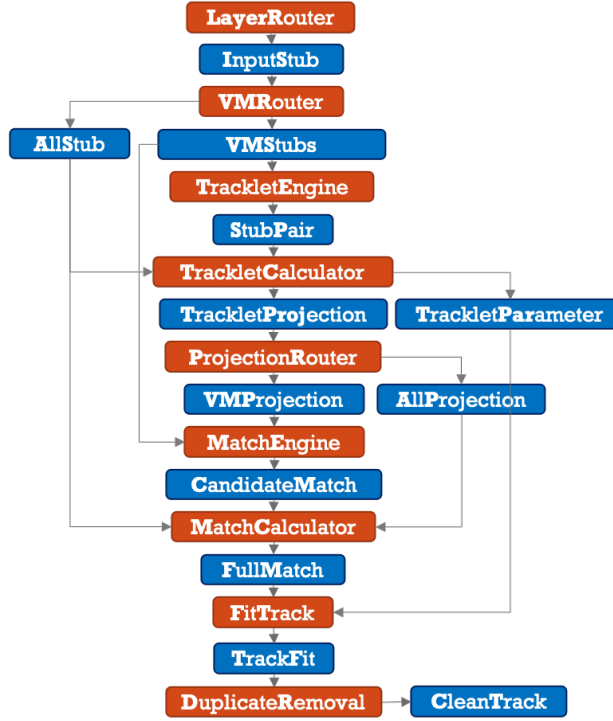 LayerRouter
InputStub
VMRouter
AllStub
VMStubs
TrackletEngine
StubPair
TrackletCalculator
TrackletProjection
TrackletParameter
ProjectionRouter
VMProjection
AllProjection
MatchEngine
CandidateMatch
MatchCalculator
FullMatch
FitTrack
TrackFit
DuplicateRemoval
CleanTrack